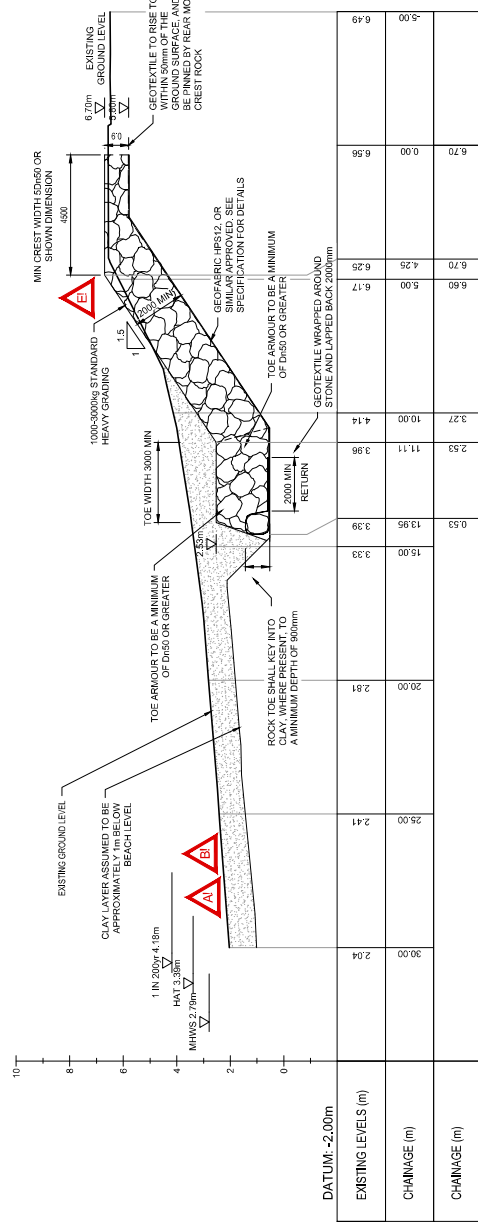 MIN CREST WIDTH 5Dn50 OR
SHOWN DIMENSION
4500
EXISTING
GROUND LEVEL
6.70m
5.80m
6.0
GEOTEXTILE TO RISE TO
WITHIN 50mm OF THE
GROUND SURFACE, AND
BE PINNED BY REAR MO
CREST ROCK
E!
1.5
1
2000 MIN
1000-3000kg STANDARD
HEAVY GRADING
GEOFABRIC HPS12, OR
SIMILAR APPROVED. SEE
SPECIFICATION FOR DETAILS
TOE WIDTH 3000 MIN
TOE ARMOUR TO BE A MINIMUM
OF Dn50 OR GREATER
GEOTEXTILE WRAPPED AROUND
STONE AND LAPPED BACK 2000mm
2000 MIN
RETURN
TOE ARMOUR TO BE A MINIMUM
OF Dn50 OR GREATER
2.53m
ROCK TOE SHALL KEY INTO
CLAY, WHERE PRESENT, TO
A MINIMUM DEPTH OF 900mm
EXISTING GROUND LEVEL
CLAY LAYER ASSUMED TO BE
APPROXIMATELY 1m BELOW
BEACH LEVEL
A!
B!
1 IN 200yr 4.18m
HAT 3.39m
MHWS 2.79m
10
8
6
4
2
0
DATUM: -2.00m
EXISTING LEVELS (m) 2.04 2.41 2.81 3.33 3.39 3.96 4.14 6.17 6.25 6.56 6.49
CHAINAGE (m) 30.00 25.00 20.00 15.00 13.95 11.11 10.00 5.00 4.25 0.00 -5.00
CHAINAGE (m) 0.53 2.53 3.27 6.60 6.70 6.70